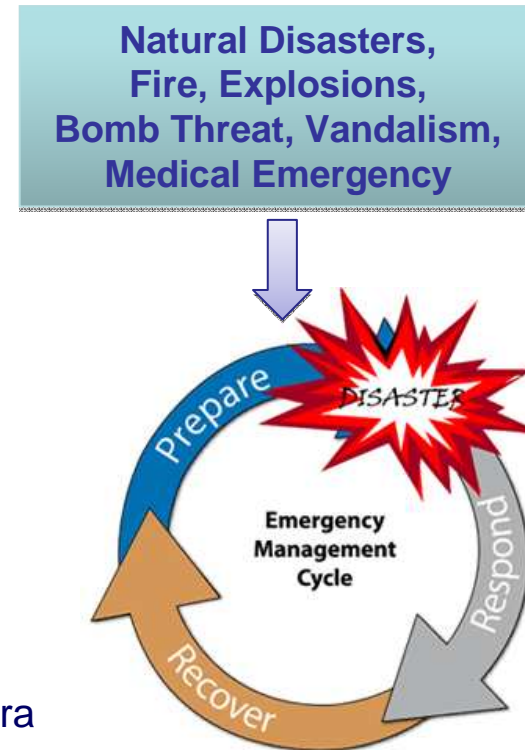 Natural Disasters,
Fire, Explosions,
Bomb Threat, Vandalism,
Medical Emergency
DISASTER
Prepare
Emergency
Management
Cycle
Respond
Recover
ra